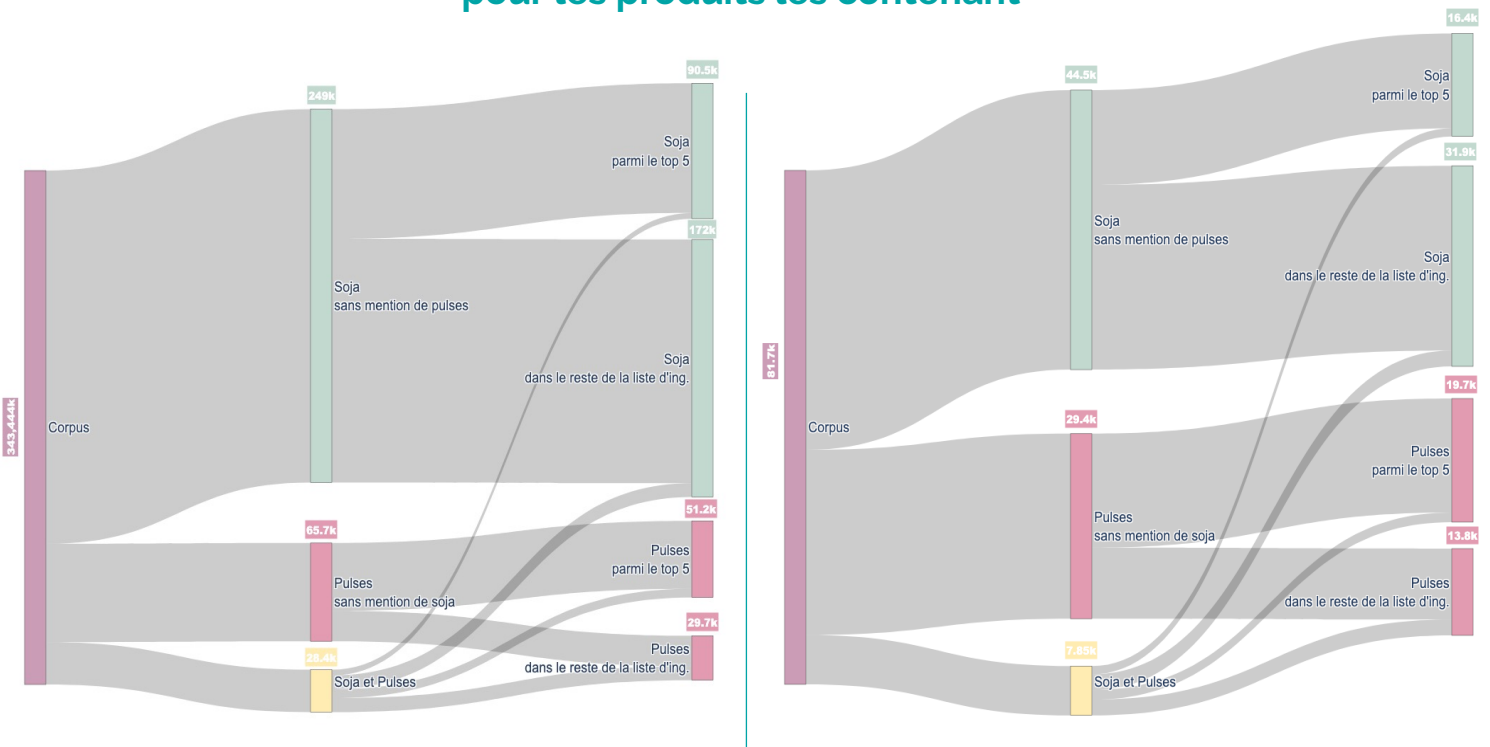 pour les produits les contenant
90.5k
249k
Soja
parmi le top 5
172k
Soja
sans mention de pulses
Soja
dans le reste de la liste d'ing.
343,444k
Corpus
65.7k
51.2k
Pulses
parmi le top 5
Pulses
sans mention de soja
29.7k
28.4k
Pulses
dans le reste de la liste d'ing.
Soja et Pulses
16.4k
44.5k
Soja
parmi le top 5
31.9k
Soja
sans mention de pulses
Soja
dans le reste de la liste d'ing.
81.7k
Corpus
19.7k
29.4k
Pulses
parmi le top 5
Pulses
sans mention de soja
13.8k
Pulses
dans le reste de la liste d'ing.
7.85k
Soja et Pulses